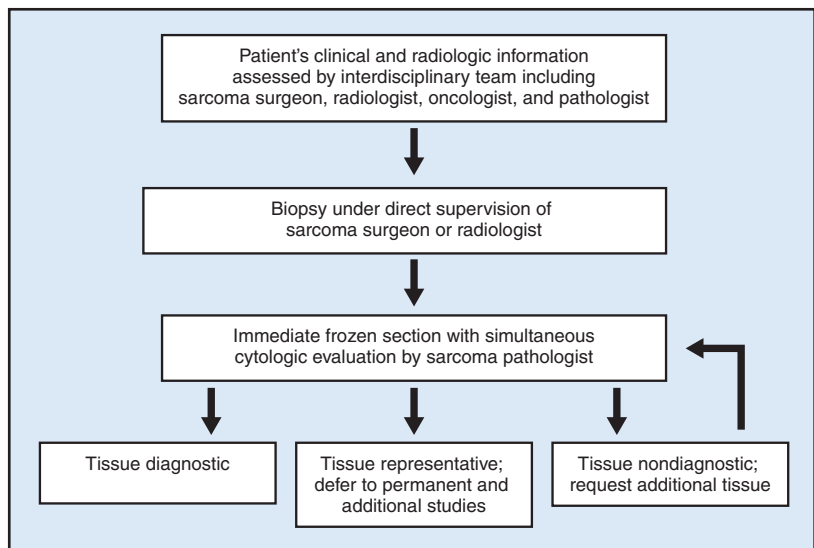 Patient's clinical and radiologic information
assessed by interdisciplinary team including
sarcoma surgeon, radiologist, oncologist, and pathologist
Biopsy under direct supervision of
sarcoma surgeon or radiologist
Immediate frozen section with simultaneous
cytologic evaluation by sarcoma pathologist
Tissue diagnostic
Tissue representative;
defer to permanent and
additional studies
Tissue nondiagnostic;
request additional tissue